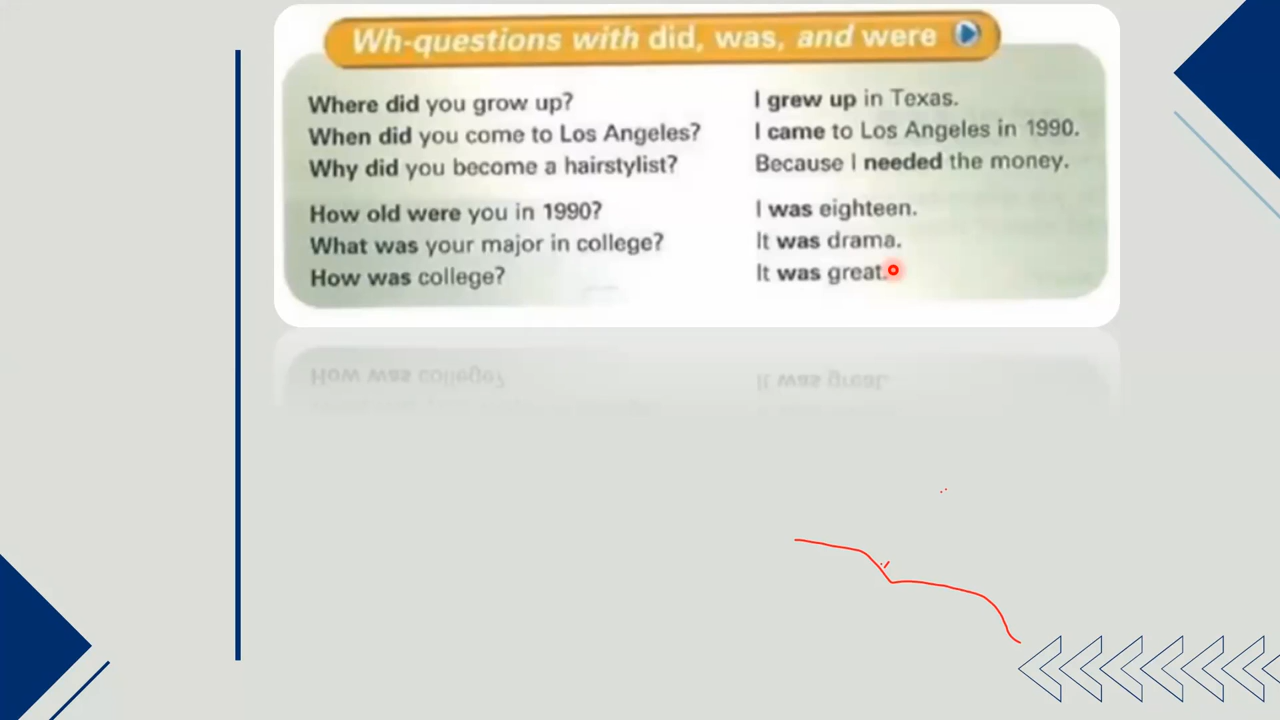 Wh-questions with did, was, and were
Where did you grow up? I grew up in Texas.
When did you come to Los Angeles? I came to Los Angeles in 1990.
Why did you become a hairstylist? Because I needed the money.
How old were you in 1990? I was eighteen.
What was your major in college? It was drama.
How was college? It was great.